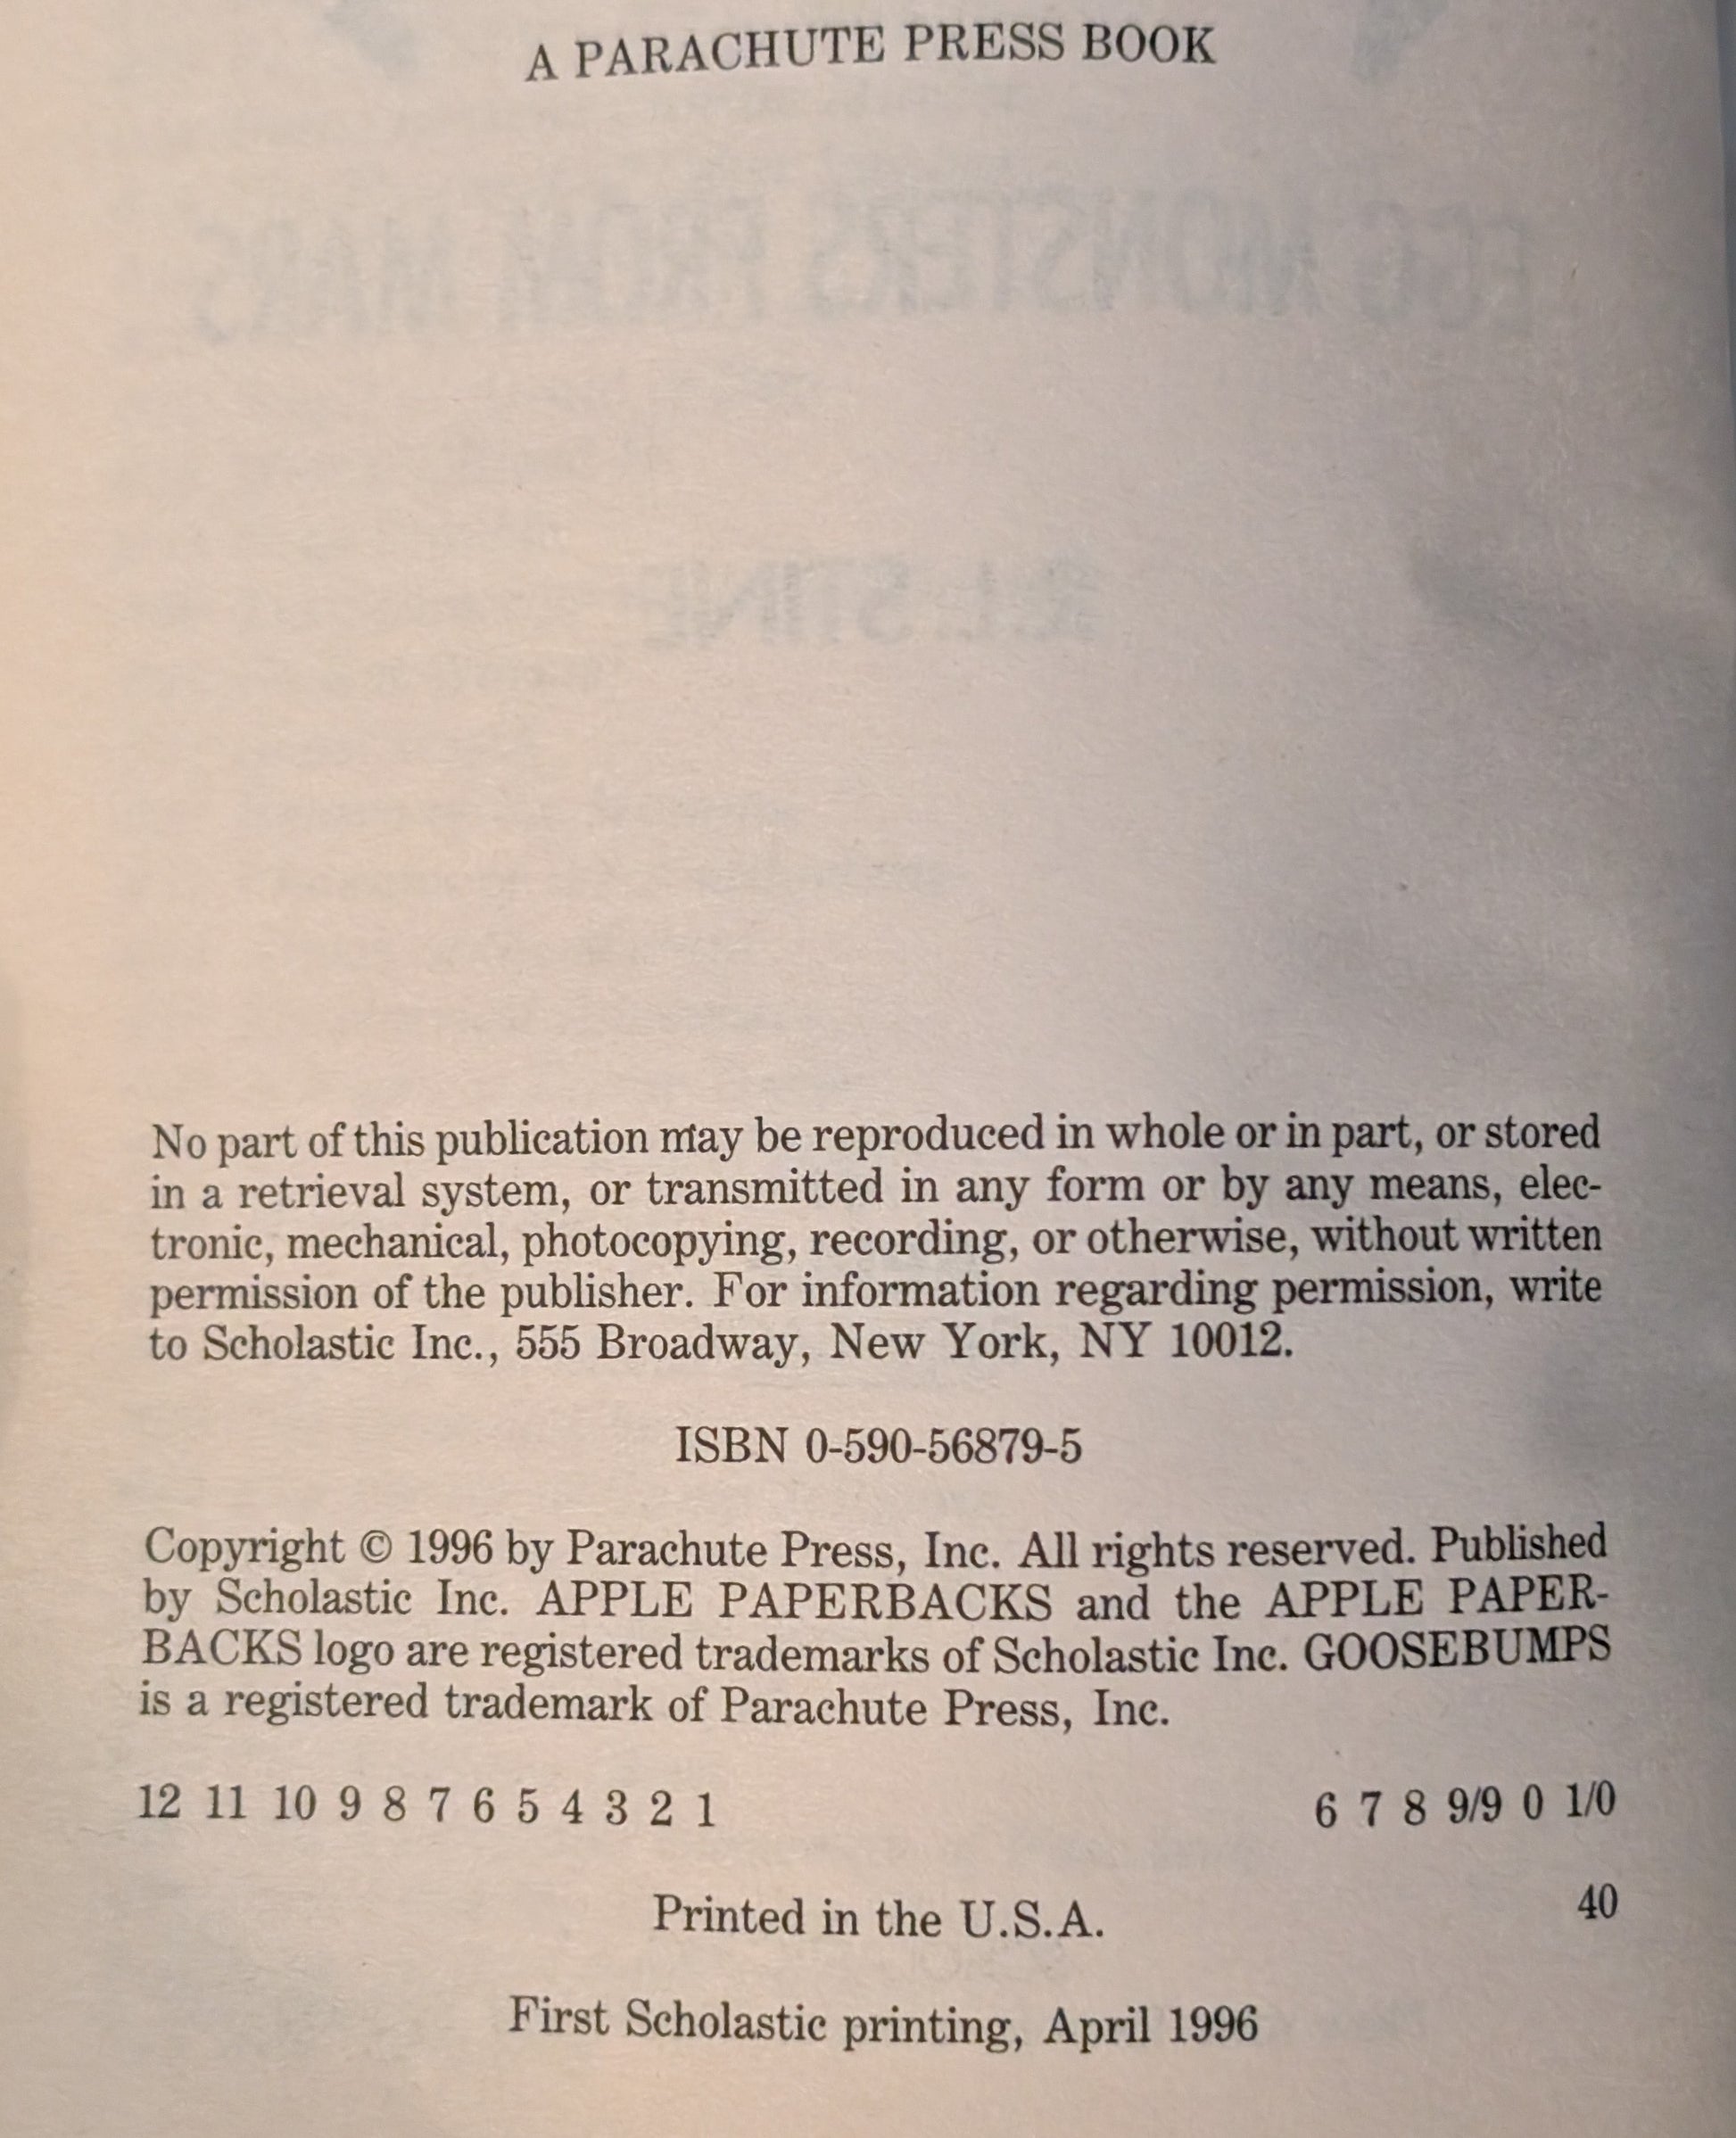 A PARACHUTE PRESS BOOK
EGG MONSTERS FROM MARS
R.L. STINE
No part of this publication may be reproduced in whole or in part, or stored
in a retrieval system, or transmitted in any form or by any means, elec-
tronic, mechanical, photocopying, recording, or otherwise, without written
permission of the publisher. For information regarding permission, write
to Scholastic Inc., 555 Broadway, New York, NY 10012.
ISBN 0-590-56879-5
Copyright © 1996 by Parachute Press, Inc. All rights reserved. Published
by Scholastic Inc. APPLE PAPERBACKS and the APPLE PAPER-
BACKS logo are registered trademarks of Scholastic Inc. GOOSEBUMPS
is a registered trademark of Parachute Press, Inc.
12 11 10 9 8 7 6 5 4 3 2 1 6 7 8 9/9 0 1/0
Printed in the U.S.A. 40
First Scholastic printing, April 1996